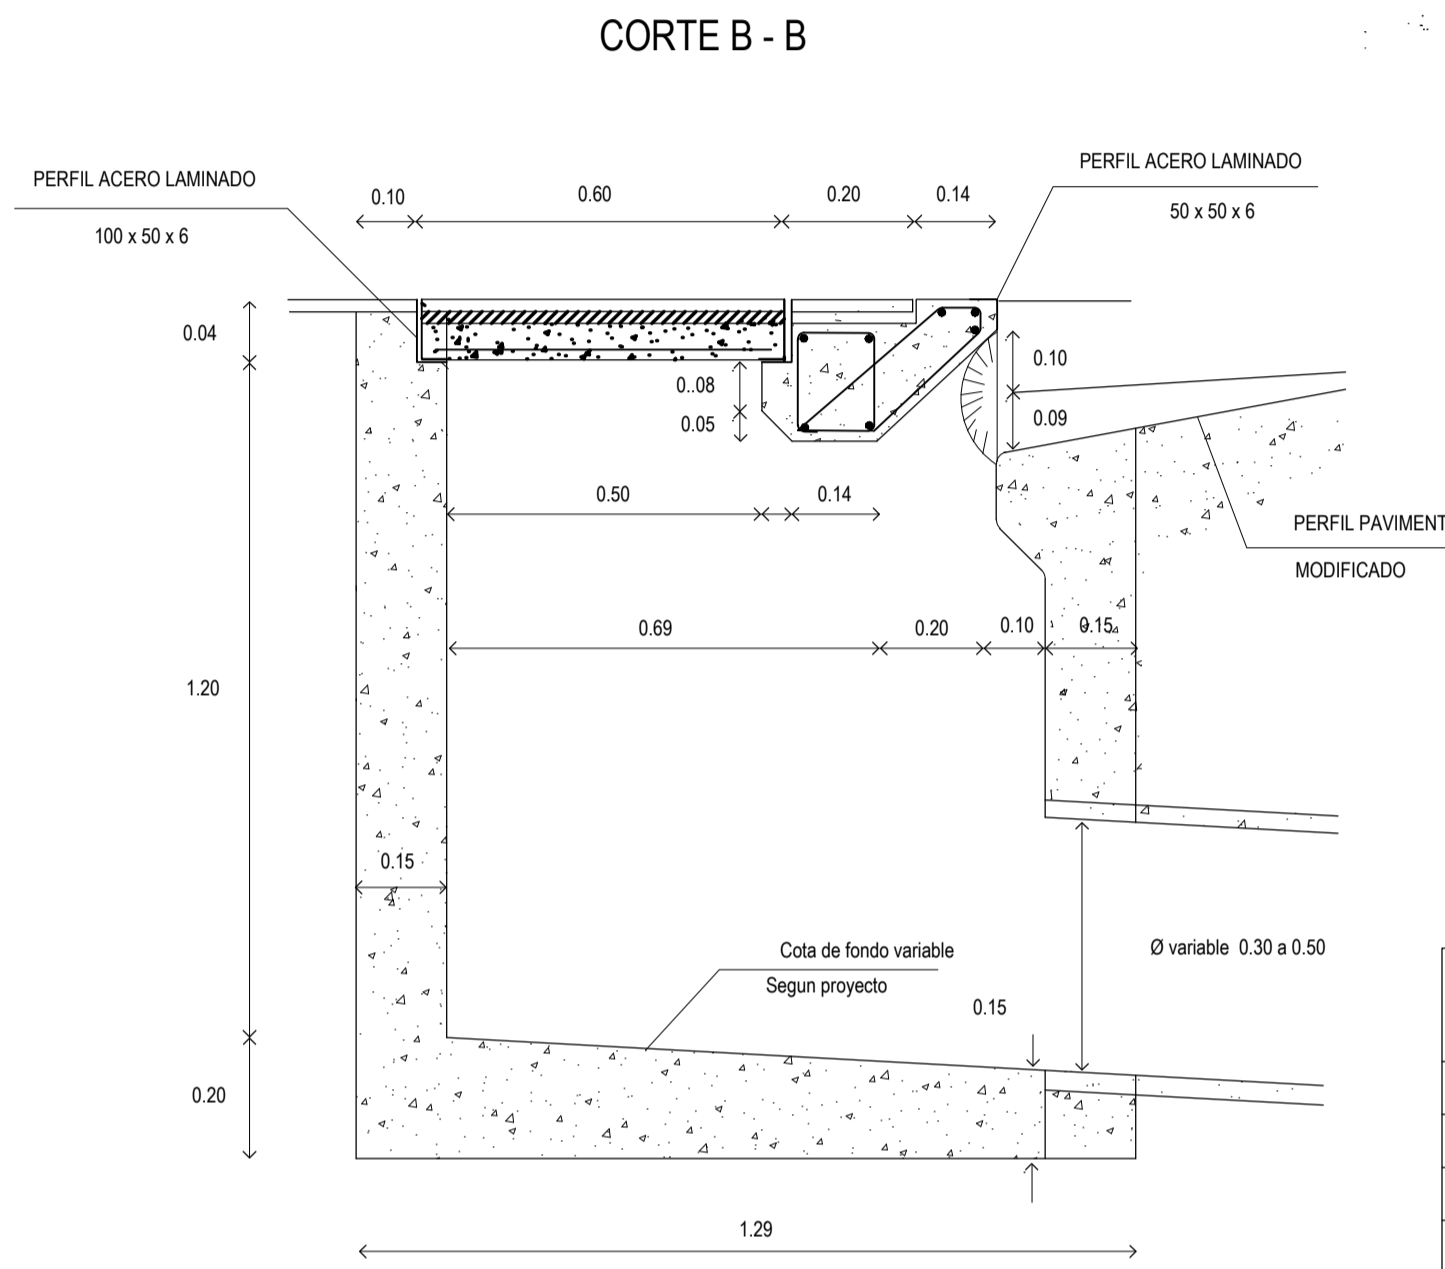 CORTE B - B
PERFIL ACERO LAMINADO
100 x 50 x 6
0.10
0.60
0.20
0.14
PERFIL ACERO LAMINADO
50 x 50 x 6
0.04
0..08
0.05
0.10
0.09
0.50
0.14
PERFIL PAVIMENT
MODIFICADO
0.69
0.20
0.10
0.15
1.20
0.15
Cota de fondo variable
Segun proyecto
Ø variable 0.30 a 0.50
0.15
0.20
1.29